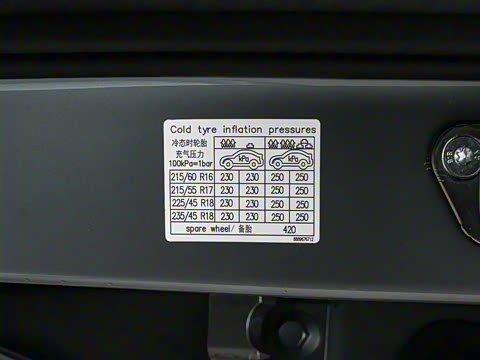 Cold tyre inflation pressures
冷态时轮胎
充气压力
100kPa=1bar
kPa kPa
215/60 R16 230 230 250 250
215/55 R17 230 230 250 250
225/45 R18 230 230 250 250
235/45 R18 230 230 250 250
spare wheel/备胎 420